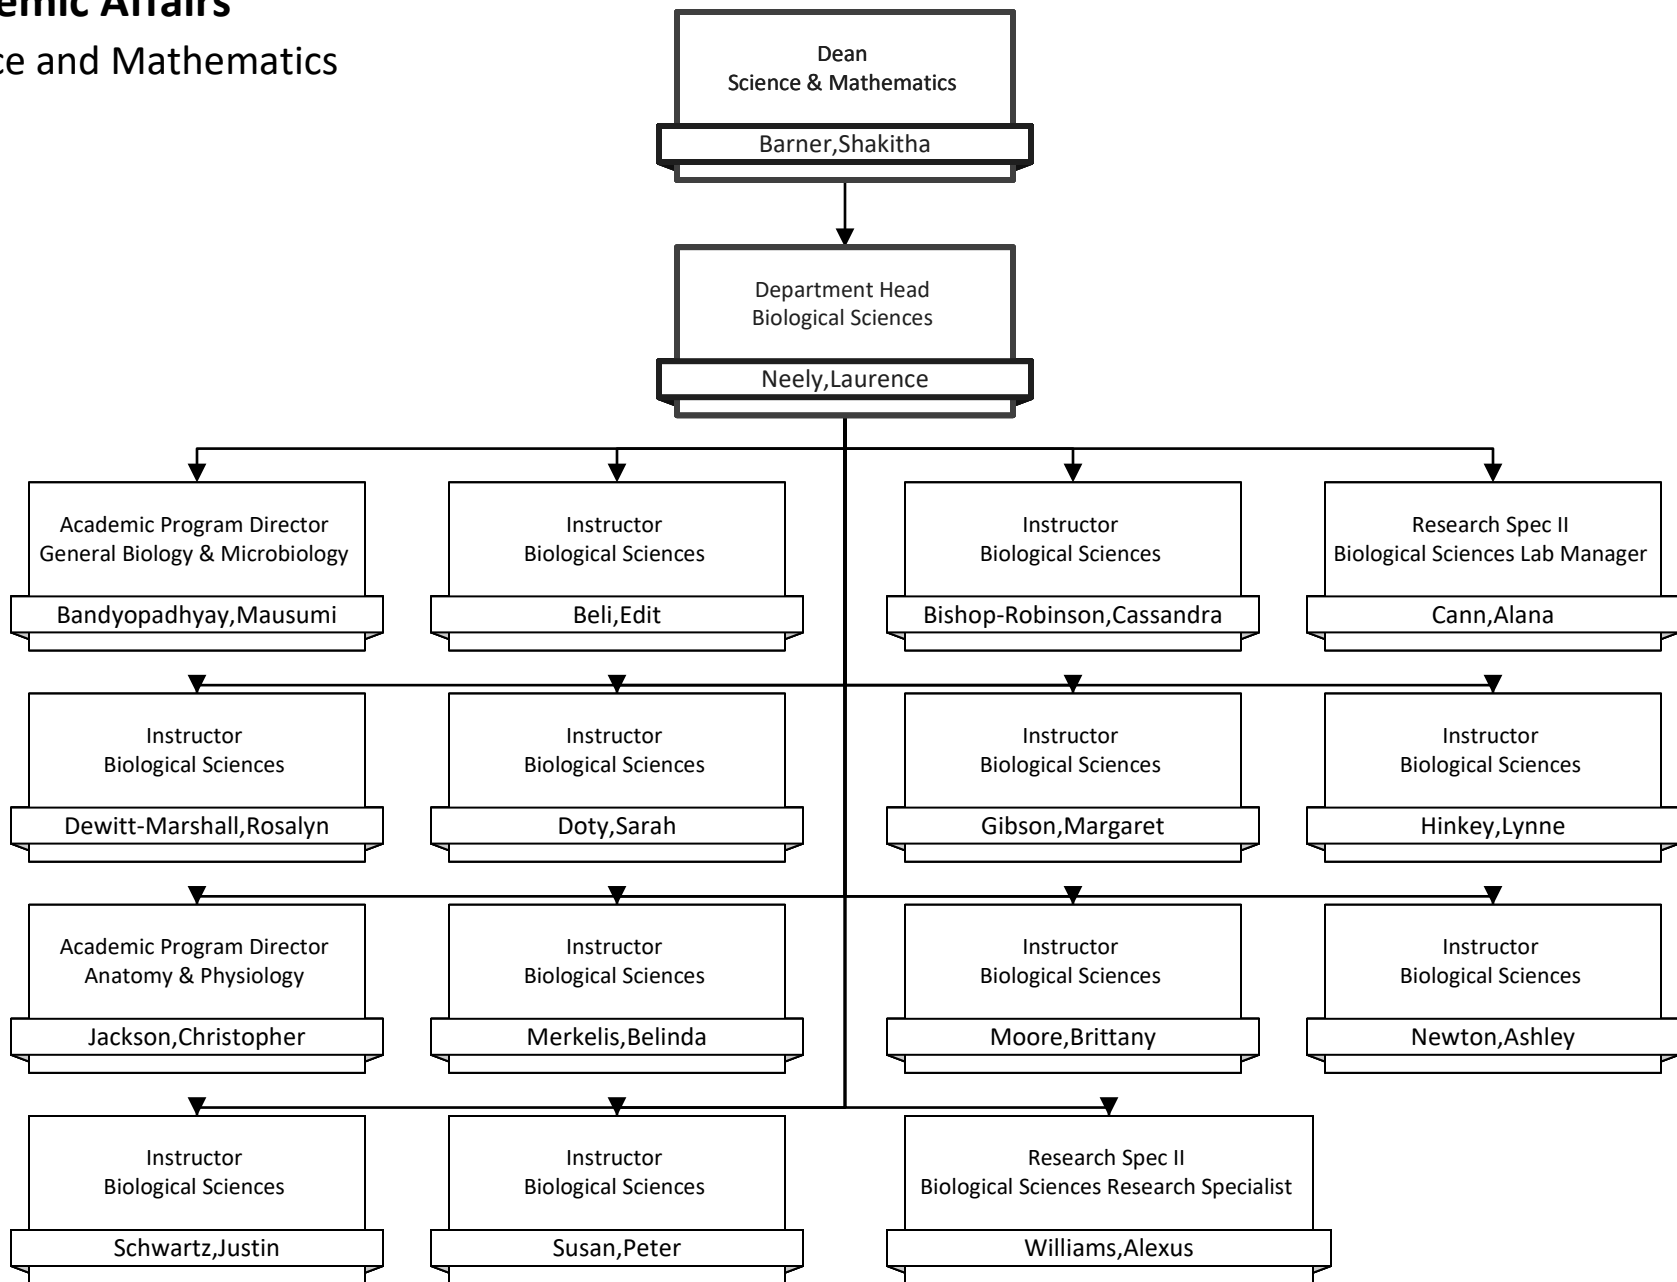 emic Affairs
ce and Mathematics
Dean
Science & Mathematics
Barner,Shakitha
Department Head
Biological Sciences
Neely,Laurence
Academic Program Director
General Biology & Microbiology
Bandyopadhyay,Mausumi
Instructor
Biological Sciences
Beli,Edit
Instructor
Biological Sciences
Bishop-Robinson,Cassandra
Research Spec II
Biological Sciences Lab Manager
Cann,Alana
Instructor
Biological Sciences
Dewitt-Marshall,Rosalyn
Instructor
Biological Sciences
Doty,Sarah
Instructor
Biological Sciences
Gibson,Margaret
Instructor
Biological Sciences
Hinkey,Lynne
Academic Program Director
Anatomy & Physiology
Jackson,Christopher
Instructor
Biological Sciences
Merkelis,Belinda
Instructor
Biological Sciences
Moore,Brittany
Instructor
Biological Sciences
Newton,Ashley
Instructor
Biological Sciences
Schwartz,Justin
Instructor
Biological Sciences
Susan,Peter
Research Spec II
Biological Sciences Research Specialist
Williams,Alexus